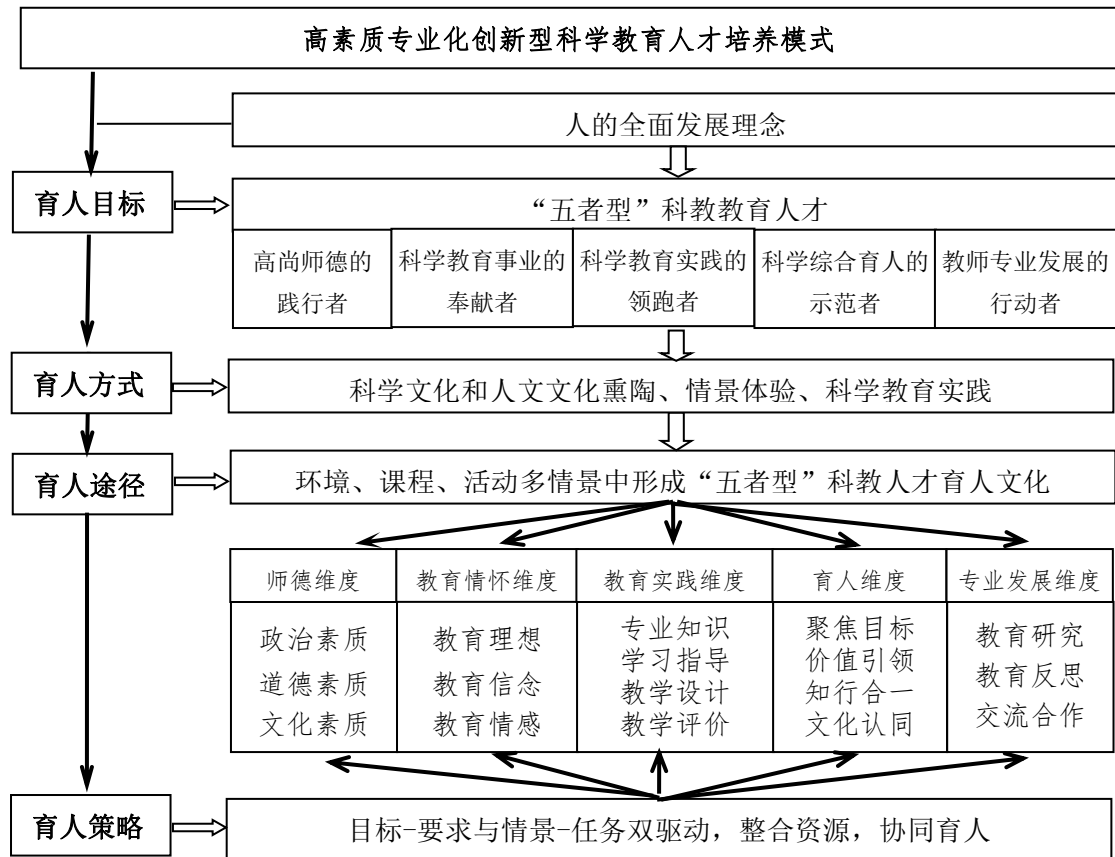 高素质专业化创新型科学教育人才培养模式
人的全面发展理念
育人目标
“五者型”科教教育人才
高尚师德的
践行者
科学教育事业的
奉献者
科学教育实践的
领跑者
科学综合育人的
示范者
教师专业发展的
行动者
育人方式
科学文化和人文文化熏陶、情景体验、科学教育实践
育人途径
环境、课程、活动多情景中形成“五者型”科教人才育人文化
师德维度
政治素质
道德素质
文化素质
教育情怀维度
教育理想
教育信念
教育情感
教育实践维度
专业知识
学习指导
教学设计
教学评价
育人维度
聚焦目标
价值引领
知行合一
文化认同
专业发展维度
教育研究
教育反思
交流合作
育人策略
目标-要求与情景-任务双驱动，整合资源，协同育人